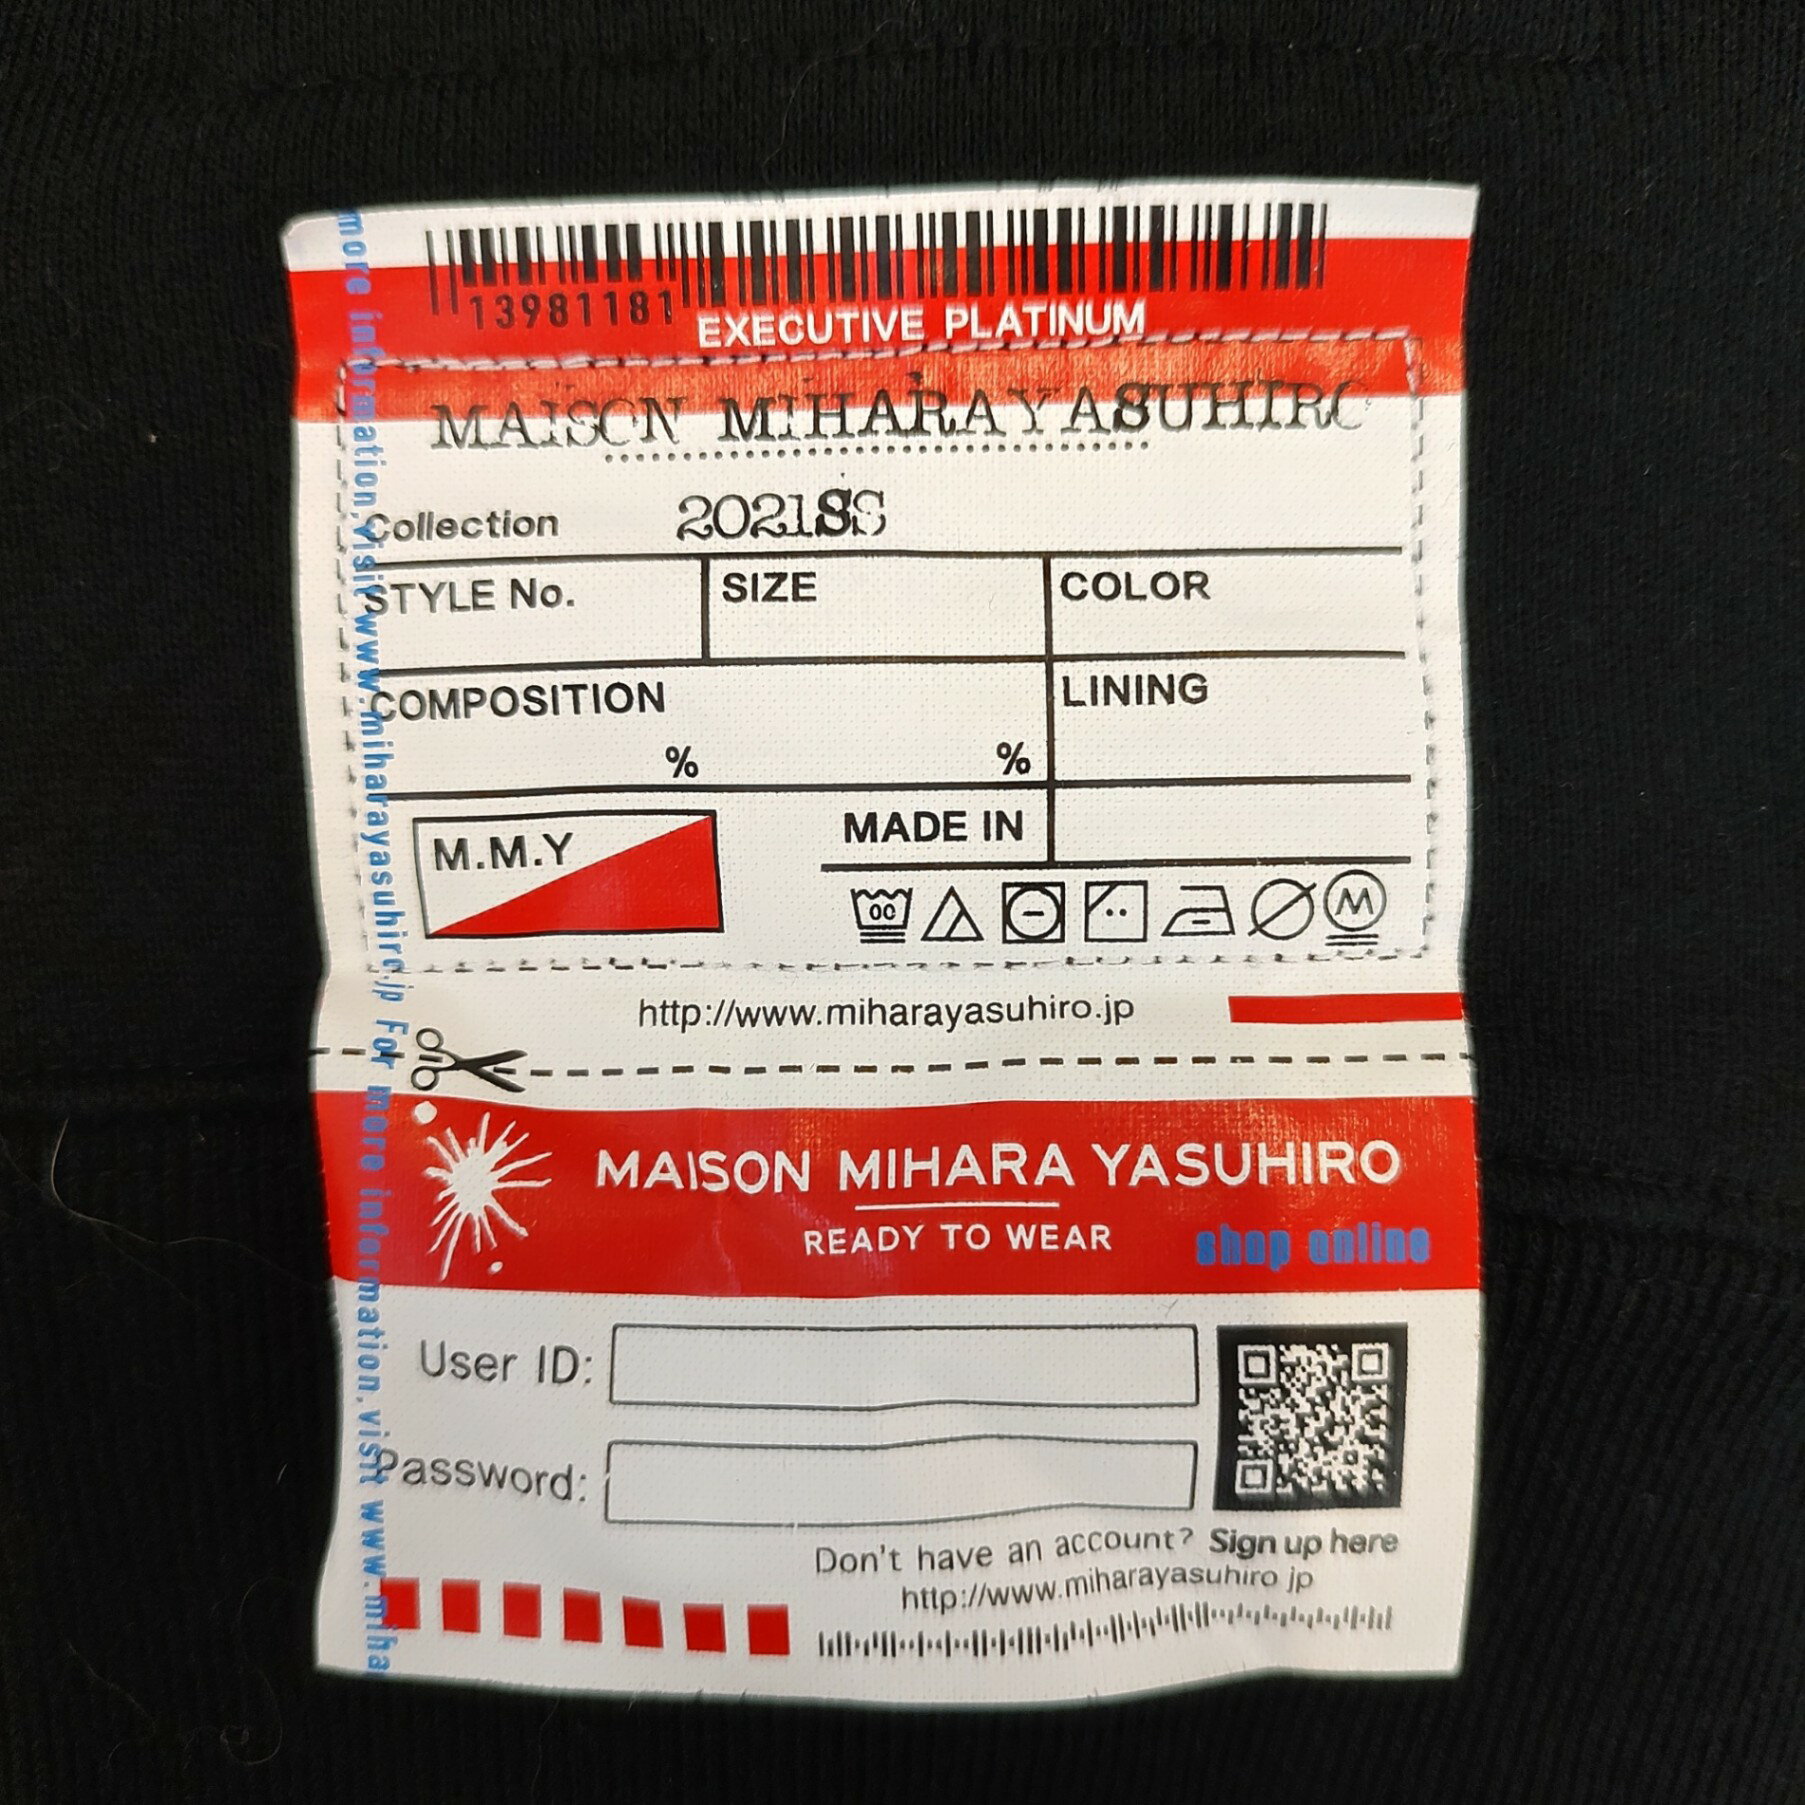 13981181
EXECUTIVE PLATINUM
MAISON MIHARAYASUHIRO
Collection 2021SS
STYLE No. SIZE COLOR
COMPOSITION LINING
% %
M.M.Y MADE IN
00
M
http://www.miharayasuhiro.jp
MAISON MIHARA YASUHIRO
READY TO WEAR
shop online
User ID:
Password:
Don't have an account? Sign up here
http://www.miharayasuhiro jp
more information.visit www.miharayasuhiro.jp For more information.visit www.miha